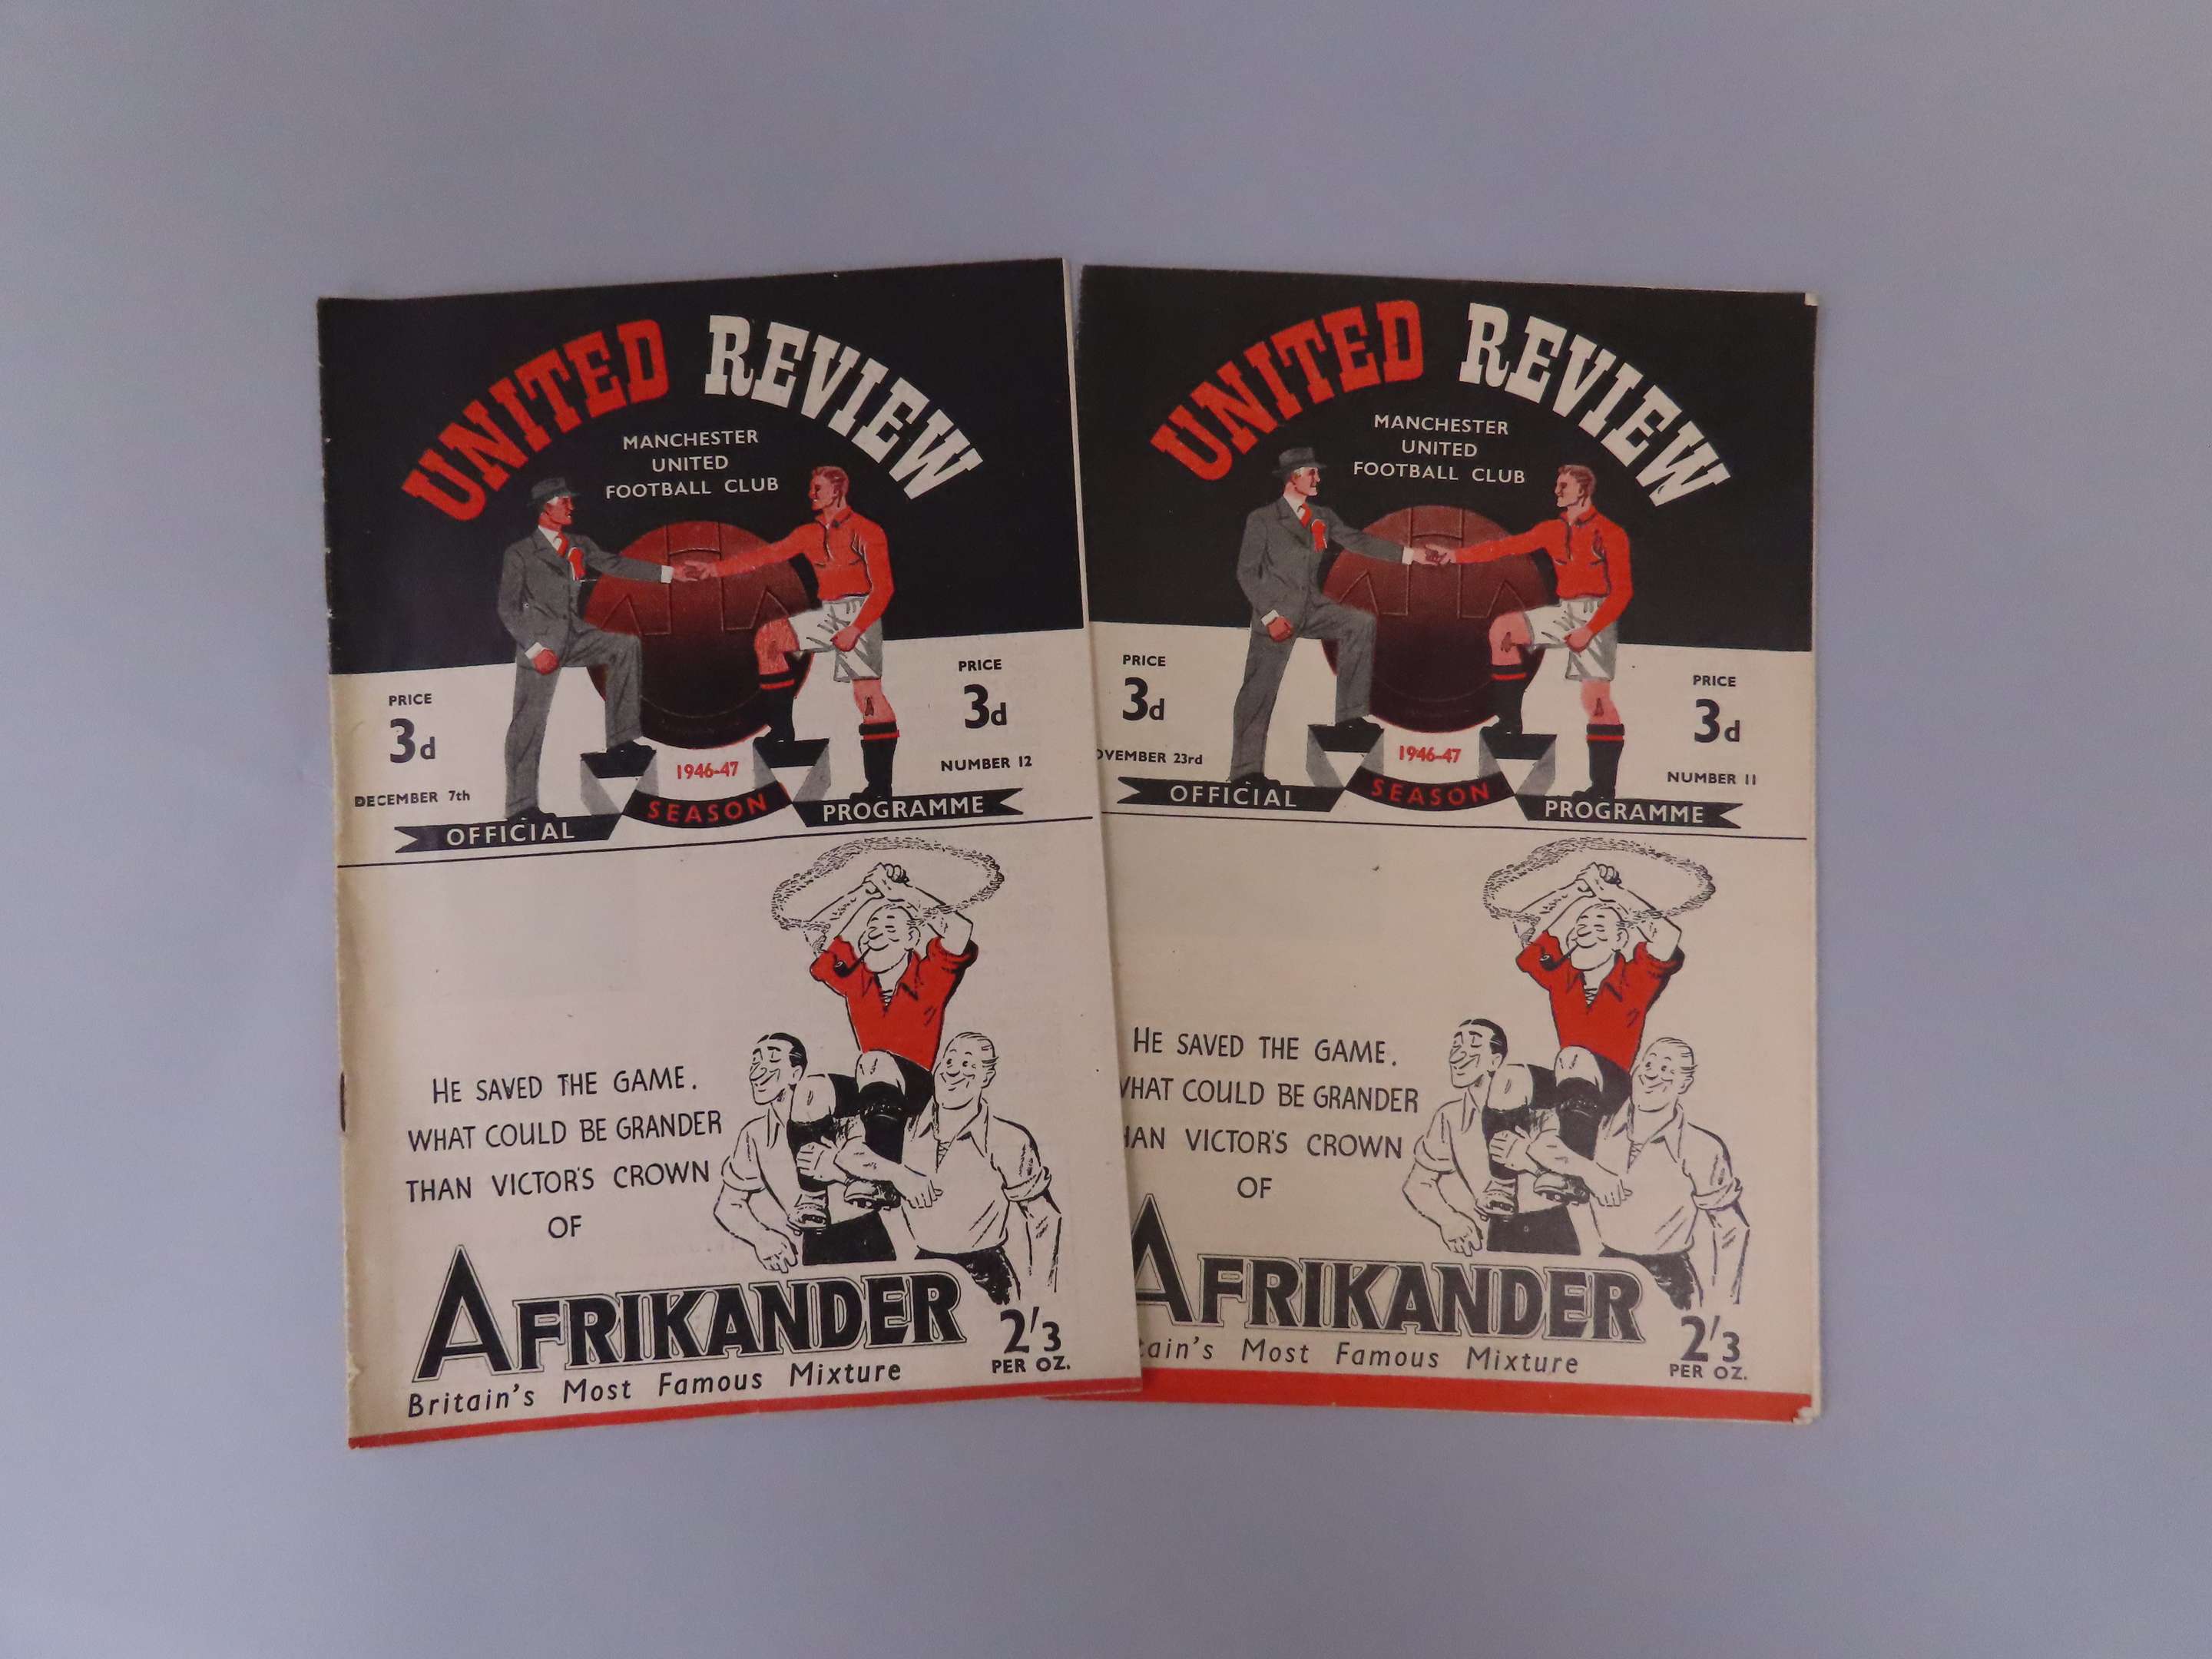 UNITED REVIEW
MANCHESTER
UNITED
FOOTBALL CLUB
PRICE
3d
DECEMBER 7th
PRICE
3d
NUMBER 12
1946-47
OFFICIAL SEASON PROGRAMME
HE SAVED THE GAME.
WHAT COULD BE GRANDER
THAN VICTOR'S CROWN
OF
AFRIKANDER
Britain's Most Famous Mixture
2'/3
PER OZ.
UNITED REVIEW
MANCHESTER
UNITED
FOOTBALL CLUB
PRICE
3d
OVEMBER 23rd
PRICE
3d
NUMBER 11
1946-47
OFFICIAL SEASON PROGRAMME
HE SAVED THE GAME.
WHAT COULD BE GRANDER
HAN VICTOR'S CROWN
OF
AFRIKANDER
tain's Most Famous Mixture
2'/3
PER OZ.